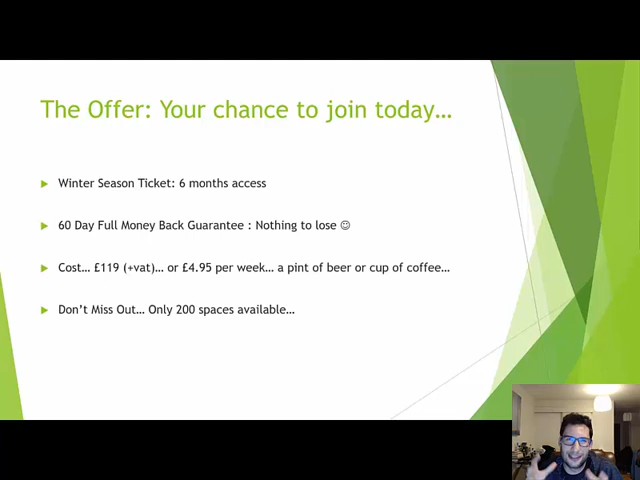 The Offer: Your chance to join today…
Winter Season Ticket: 6 months access
60 Day Full Money Back Guarantee : Nothing to lose ☺
Cost… £119 (+vat)… or £4.95 per week… a pint of beer or cup of coffee…
Don’t Miss Out… Only 200 spaces available…